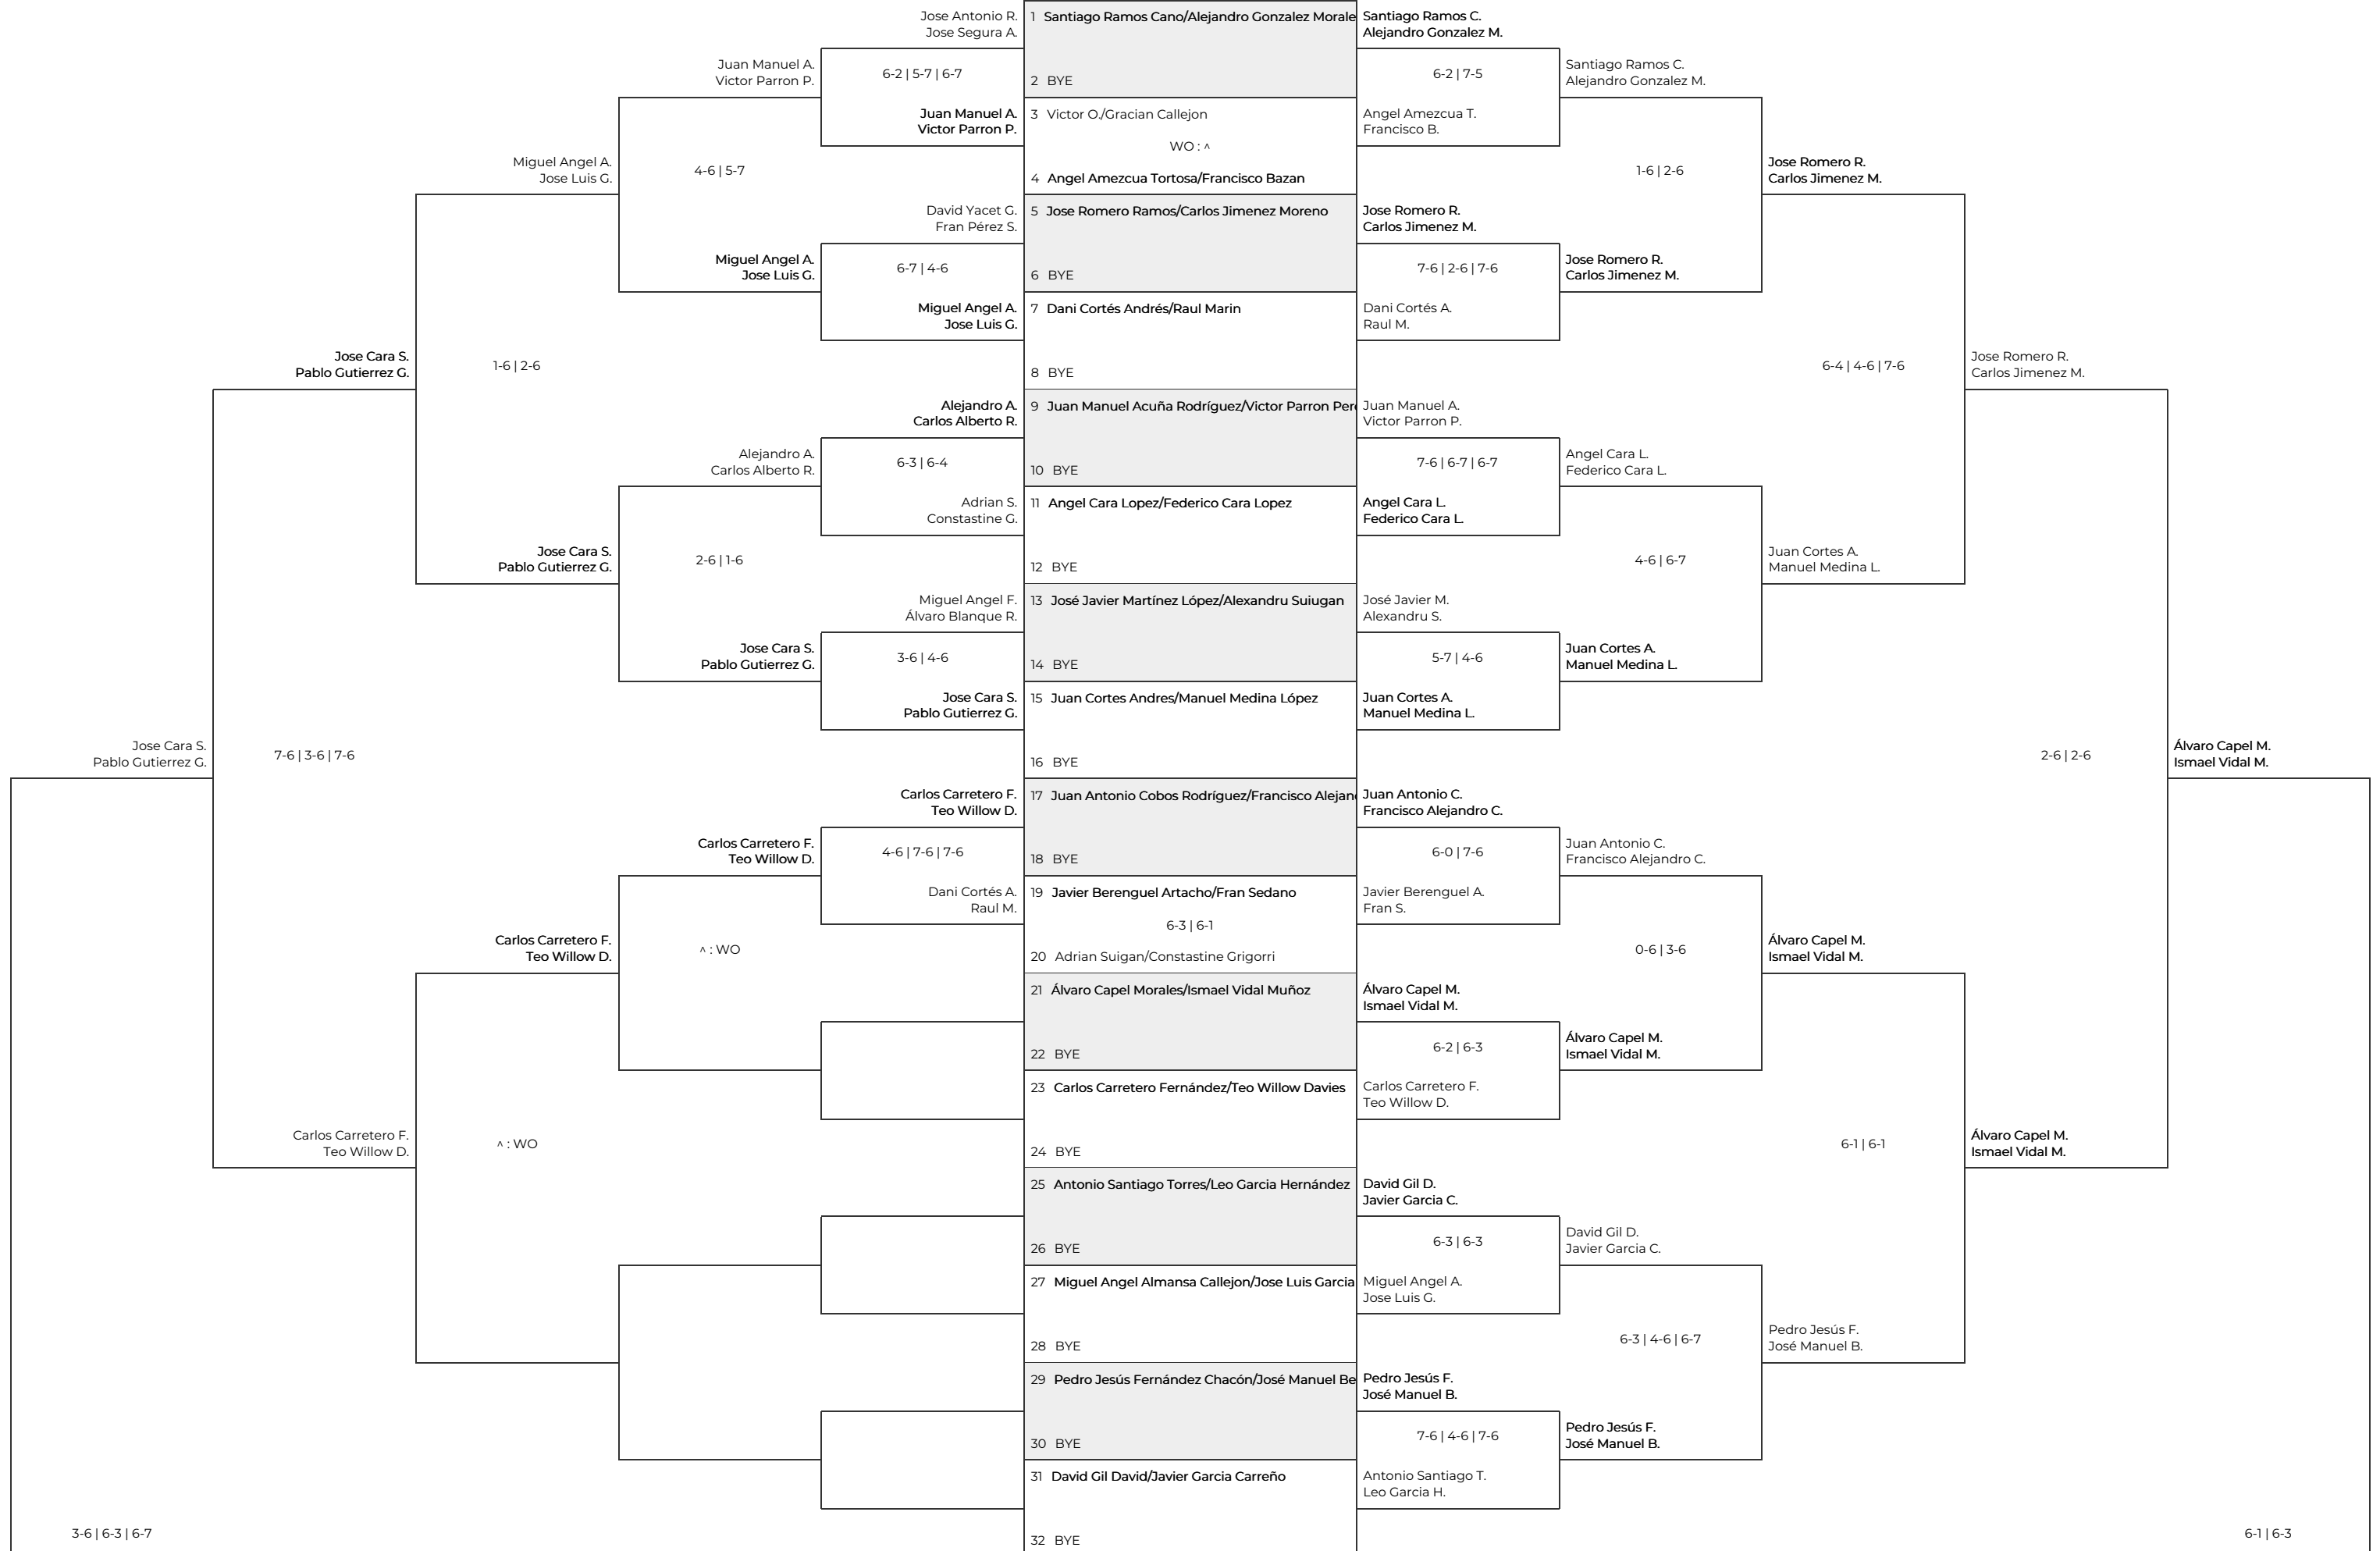 Jose Antonio R.
Jose Segura A.
1 Santiago Ramos Cano/Alejandro Gonzalez Morale
Santiago Ramos C.
Alejandro Gonzalez M.
Juan Manuel A.
Victor Parron P.
6-2 | 5-7 | 6-7
2 BYE
6-2 | 7-5
Santiago Ramos C.
Alejandro Gonzalez M.
Juan Manuel A.
Victor Parron P.
3 Victor O./Gracian Callejon
WO : ^
4 Angel Amezcua Tortosa/Francisco Bazan
Angel Amezcua T.
Francisco B.
Miguel Angel A.
Jose Luis G.
4-6 | 5-7
1-6 | 2-6
Jose Romero R.
Carlos Jimenez M.
David Yacet G.
Fran Pérez S.
5 Jose Romero Ramos/Carlos Jimenez Moreno
Jose Romero R.
Carlos Jimenez M.
Miguel Angel A.
Jose Luis G.
6-7 | 4-6
6 BYE
7-6 | 2-6 | 7-6
Jose Romero R.
Carlos Jimenez M.
Miguel Angel A.
Jose Luis G.
7 Dani Cortés Andrés/Raul Marin
Dani Cortés A.
Raul M.
Jose Cara S.
Pablo Gutierrez G.
1-6 | 2-6
8 BYE
6-4 | 4-6 | 7-6
Jose Romero R.
Carlos Jimenez M.
Alejandro A.
Carlos Alberto R.
9 Juan Manuel Acuña Rodríguez/Victor Parron Per
Juan Manuel A.
Victor Parron P.
Alejandro A.
Carlos Alberto R.
6-3 | 6-4
10 BYE
7-6 | 6-7 | 6-7
Angel Cara L.
Federico Cara L.
Adrian S.
Constastine G.
11 Angel Cara Lopez/Federico Cara Lopez
Angel Cara L.
Federico Cara L.
Jose Cara S.
Pablo Gutierrez G.
2-6 | 1-6
12 BYE
4-6 | 6-7
Juan Cortes A.
Manuel Medina L.
Miguel Angel F.
Álvaro Blanque R.
13 José Javier Martínez López/Alexandru Suiugan
José Javier M.
Alexandru S.
Jose Cara S.
Pablo Gutierrez G.
3-6 | 4-6
14 BYE
5-7 | 4-6
Juan Cortes A.
Manuel Medina L.
Jose Cara S.
Pablo Gutierrez G.
15 Juan Cortes Andres/Manuel Medina López
Juan Cortes A.
Manuel Medina L.
Jose Cara S.
Pablo Gutierrez G.
7-6 | 3-6 | 7-6
16 BYE
2-6 | 2-6
Álvaro Capel M.
Ismael Vidal M.
Carlos Carretero F.
Teo Willow D.
17 Juan Antonio Cobos Rodríguez/Francisco Alejan
Juan Antonio C.
Francisco Alejandro C.
Carlos Carretero F.
Teo Willow D.
4-6 | 7-6 | 7-6
18 BYE
6-0 | 7-6
Juan Antonio C.
Francisco Alejandro C.
Dani Cortés A.
Raul M.
19 Javier Berenguel Artacho/Fran Sedano
6-3 | 6-1
20 Adrian Suigan/Constastine Grigorri
Javier Berenguel A.
Fran S.
Carlos Carretero F.
Teo Willow D.
^ : WO
0-6 | 3-6
Álvaro Capel M.
Ismael Vidal M.
21 Álvaro Capel Morales/Ismael Vidal Muñoz
Álvaro Capel M.
Ismael Vidal M.
22 BYE
6-2 | 6-3
Álvaro Capel M.
Ismael Vidal M.
23 Carlos Carretero Fernández/Teo Willow Davies
Carlos Carretero F.
Teo Willow D.
Carlos Carretero F.
Teo Willow D.
^ : WO
24 BYE
6-1 | 6-1
Álvaro Capel M.
Ismael Vidal M.
25 Antonio Santiago Torres/Leo Garcia Hernández
David Gil D.
Javier Garcia C.
26 BYE
6-3 | 6-3
David Gil D.
Javier Garcia C.
27 Miguel Angel Almansa Callejon/Jose Luis Garcia
Miguel Angel A.
Jose Luis G.
28 BYE
6-3 | 4-6 | 6-7
Pedro Jesús F.
José Manuel B.
29 Pedro Jesús Fernández Chacón/José Manuel Be
Pedro Jesús F.
José Manuel B.
30 BYE
7-6 | 4-6 | 7-6
Pedro Jesús F.
José Manuel B.
31 David Gil David/Javier Garcia Carreño
Antonio Santiago T.
Leo Garcia H.
3-6 | 6-3 | 6-7
32 BYE
6-1 | 6-3